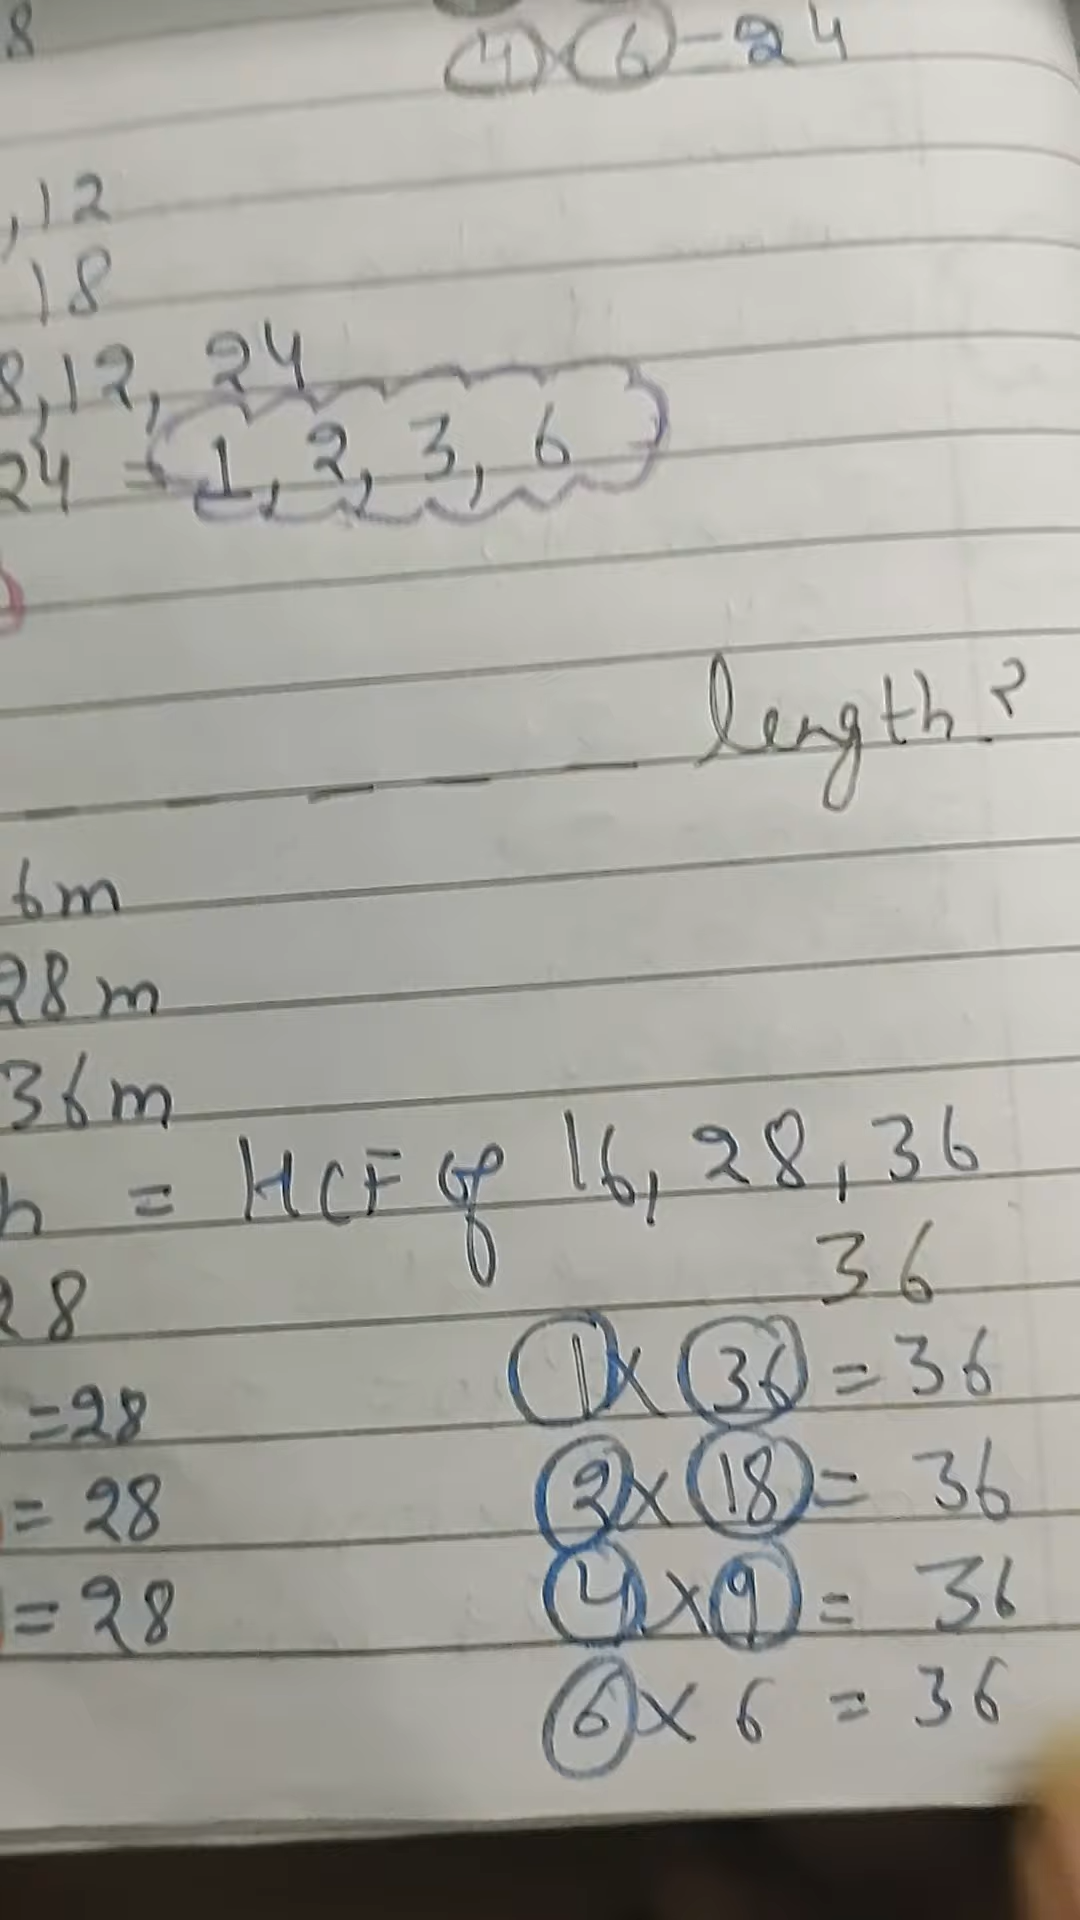 8 4 × 6 = 24
, 12
18
8, 12, 24
24 = 1, 2, 3, 6
length?
6m
28 m
36 m
h = HCF of 16, 28, 36
28 36
= 28 1 × 36 = 36
= 28 2 × 18 = 36
= 28 4 × 9 = 36
6 × 6 = 36